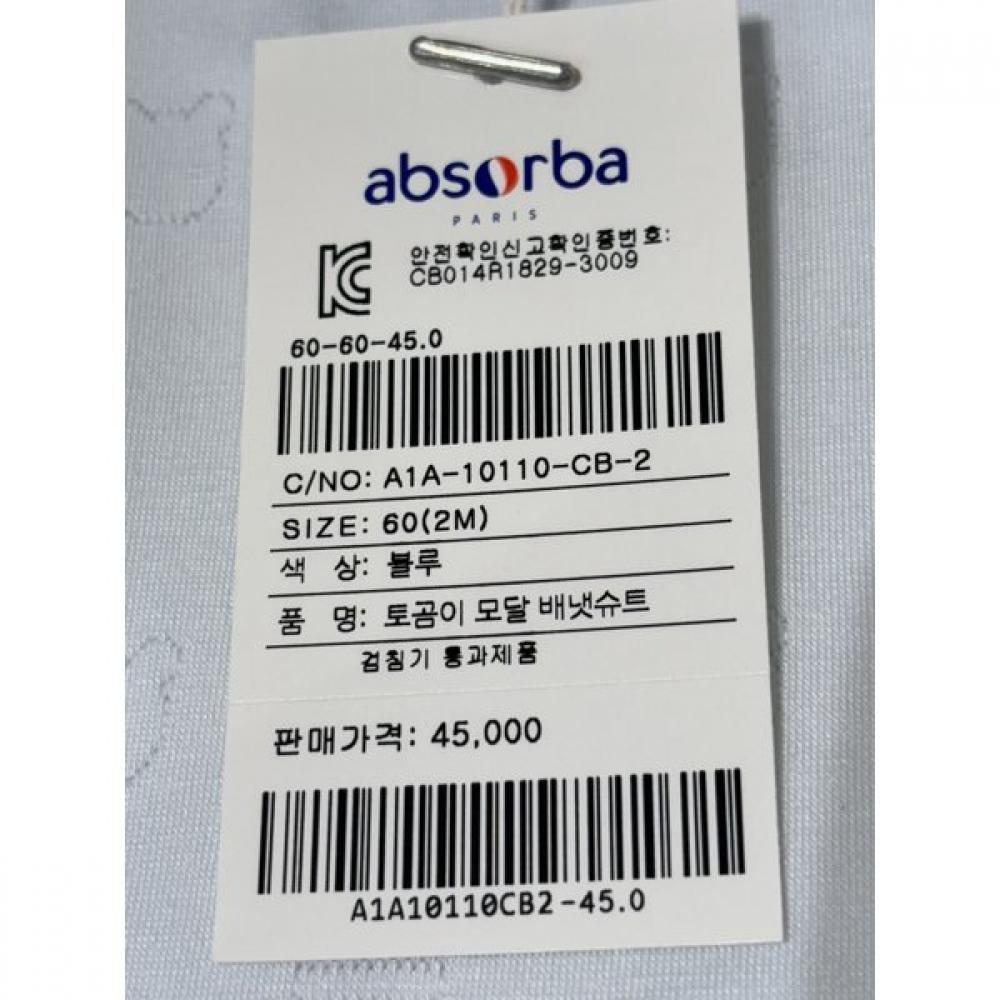 absorba
PARIS
안전확인신고확인증번호:
CB014R1829-3009
60-60-45.0
C/NO: A1A-10110-CB-2
SIZE: 60(2M)
색 상: 블루
품 명: 토곰이 모달 배냇슈트
검침기 통과제품
판매가격: 45,000
A1A10110CB2-45.0